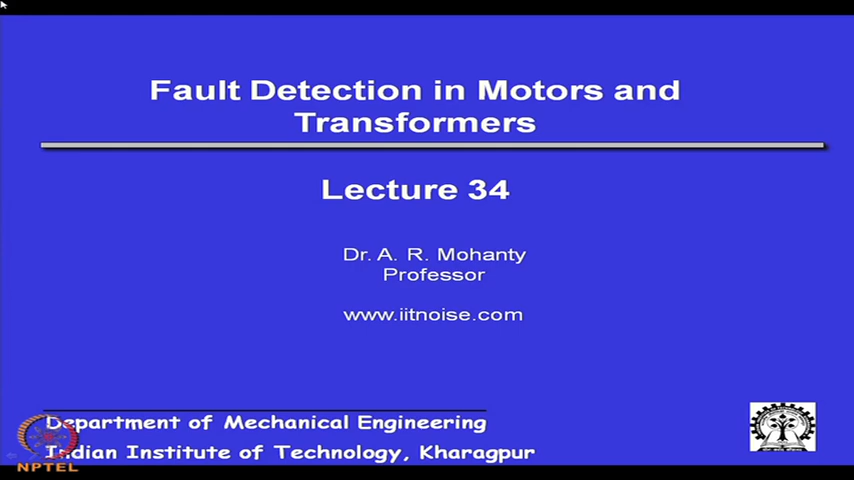 Fault Detection in Motors and
Transformers
Lecture 34
Dr. A. R. Mohanty
Professor
www.iitnoise.com
Department of Mechanical Engineering
Indian Institute of Technology, Kharagpur
NPTEL